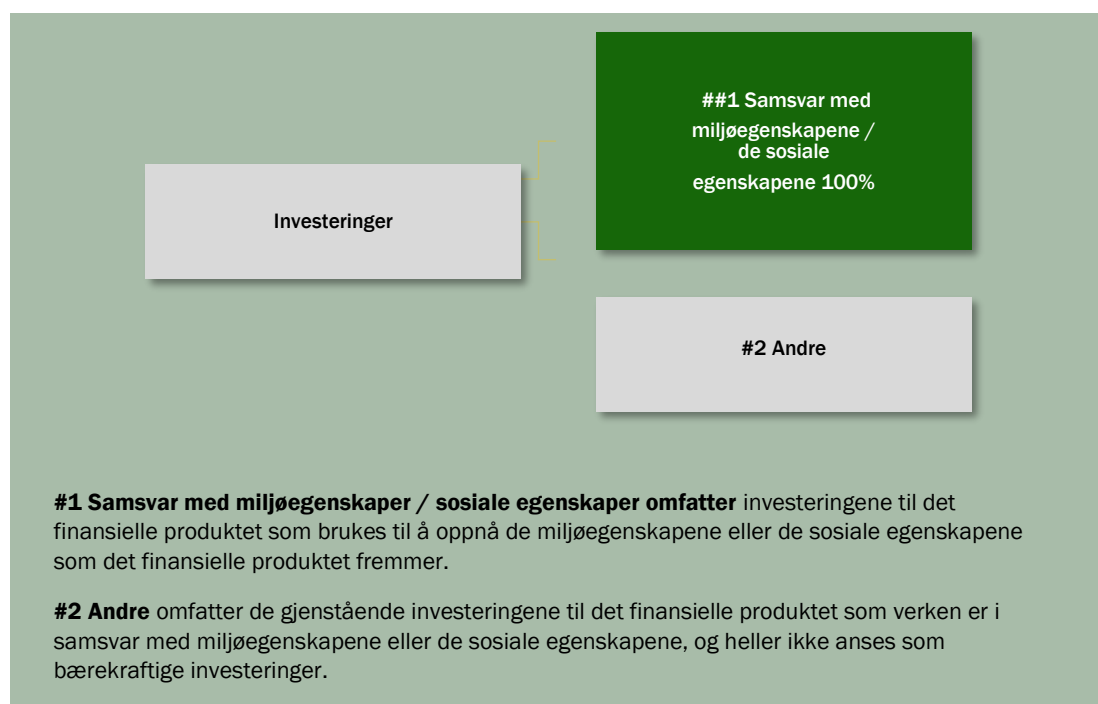 ##1 Samsvar med
miljøegenskapene /
de sosiale
egenskapene 100%
Investeringer
#2 Andre
#1 Samsvar med miljøegenskaper / sosiale egenskaper omfatter investeringene til det
finansielle produktet som brukes til å oppnå de miljøegenskapene eller de sosiale egenskapene
som det finansielle produktet fremmer.
#2 Andre omfatter de gjenstående investeringene til det finansielle produktet som verken er i
samsvar med miljøegenskapene eller de sosiale egenskapene, og heller ikke anses som
bærekraftige investeringer.